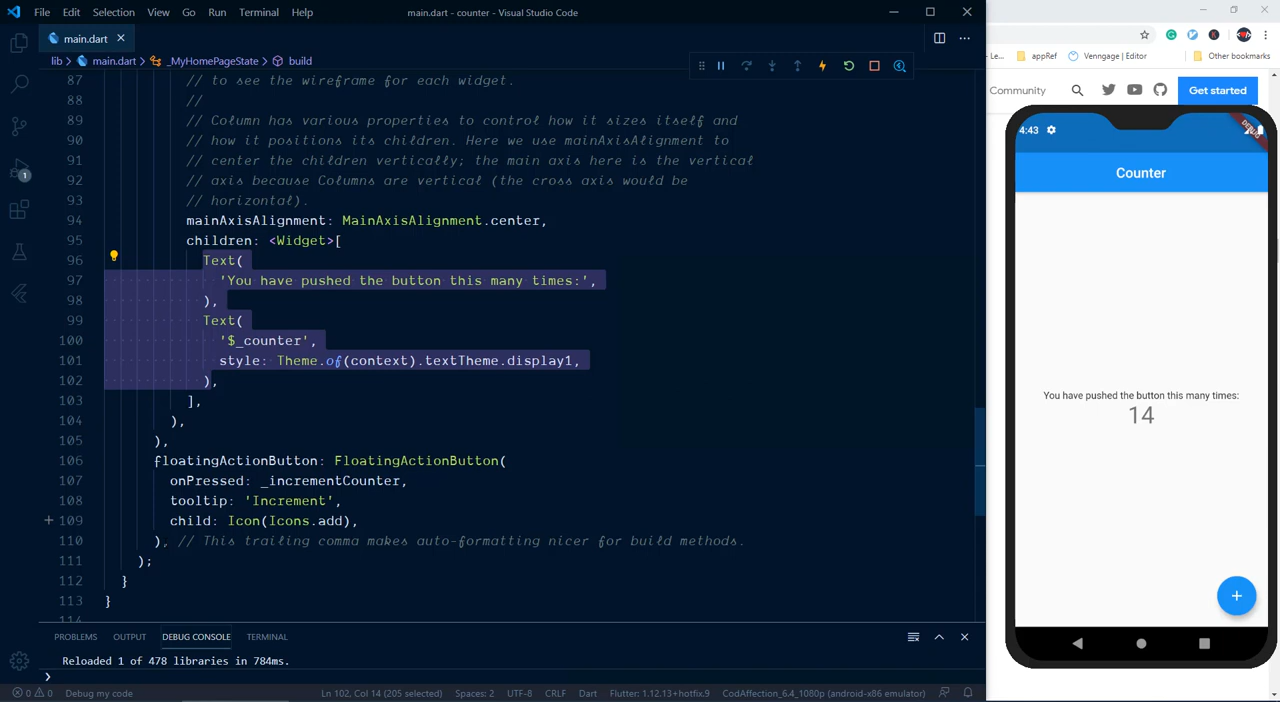 File Edit Selection View Go Run Terminal Help
main.dart - counter - Visual Studio Code
main.dart
lib > main.dart > _MyHomePageState > build
87 // to see the wireframe for each widget.
88 //
89 // Column has various properties to control how it sizes itself and
90 // how it positions its children. Here we use mainAxisAlignment to
91 // center the children vertically; the main axis here is the vertical
92 // axis because Columns are vertical (the cross axis would be
93 // horizontal).
94 mainAxisAlignment: MainAxisAlignment.center,
95 children: <Widget>[
96 Text(
97 'You have pushed the button this many times:',
98 ),
99 Text(
100 '$_counter',
101 style: Theme.of(context).textTheme.display1,
102 ),
103 ],
104 ),
105 ),
106 floatingActionButton: FloatingActionButton(
107 onPressed: _incrementCounter,
108 tooltip: 'Increment',
109 child: Icon(Icons.add),
110 ), // This trailing comma makes auto-formatting nicer for build methods.
111 );
112 }
113 }
1
PROBLEMS OUTPUT DEBUG CONSOLE TERMINAL
Reloaded 1 of 478 libraries in 784ms.
0 0 Debug my code
Ln 102, Col 14 (205 selected) Spaces: 2 UTF-8 CRLF Dart Flutter: 1.12.13+hotfix.9 CodAffection_6.4_1080p (android-x86 emulator)
Le... appRef Venngage | Editor Other bookmarks
Community Get started
4:43
DEBUG
Counter
You have pushed the button this many times:
14
+